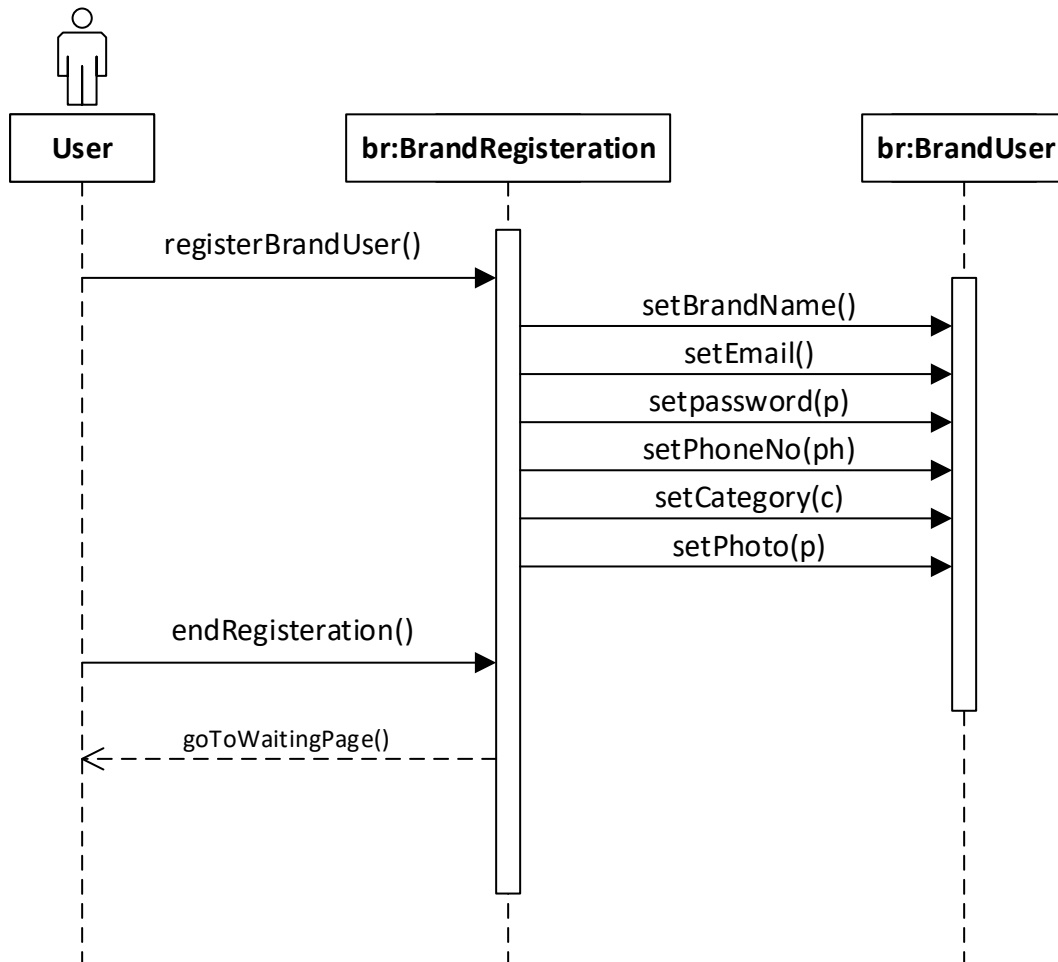 User
br:BrandRegisteration
br:BrandUser
registerBrandUser()
setBrandName()
setEmail()
setpassword(p)
setPhoneNo(ph)
setCategory(c)
setPhoto(p)
endRegisteration()
goToWaitingPage()